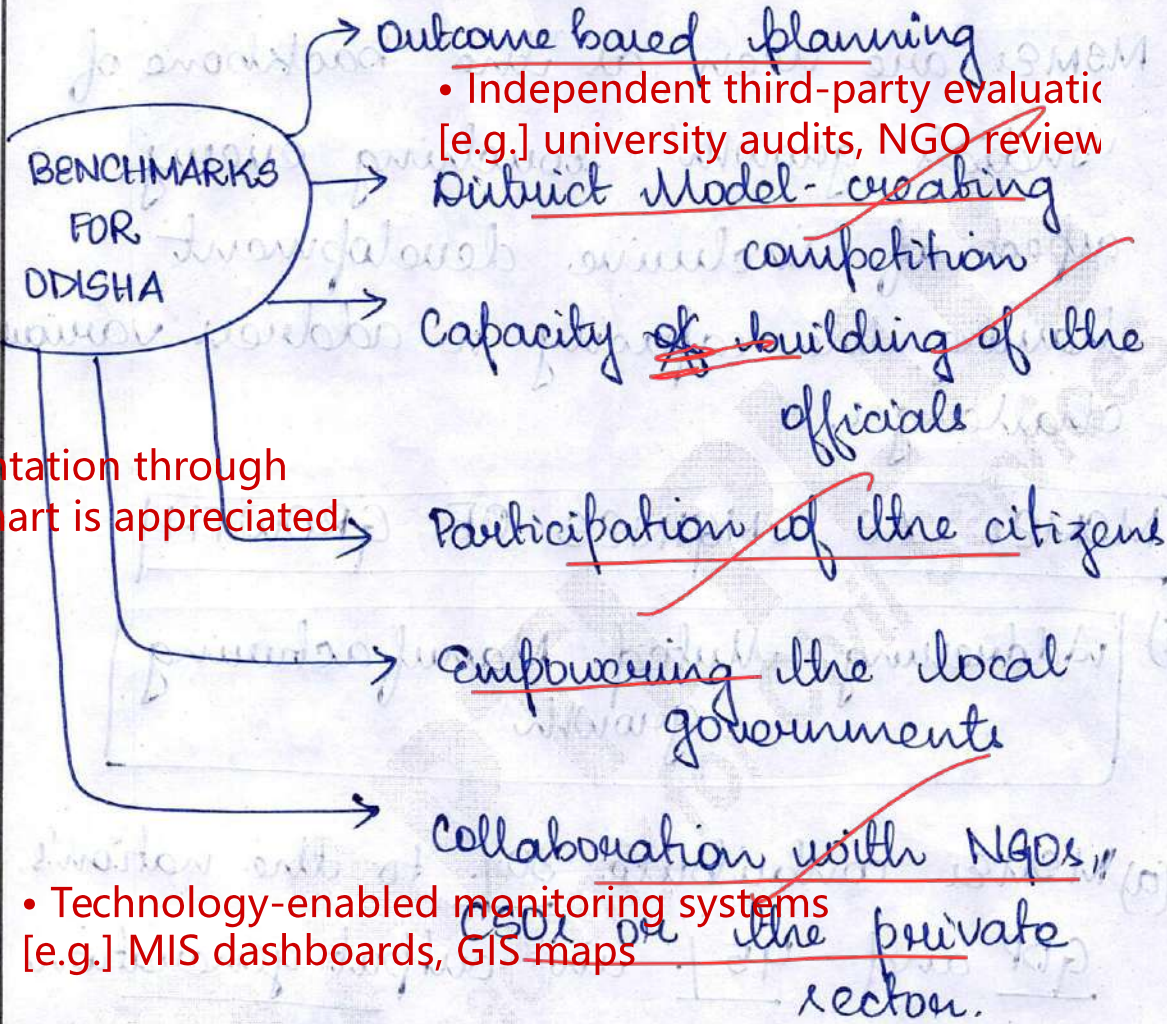 Outcome based planning
• Independent third-party evaluatic
[e.g.] university audits, NGO review
BENCHMARKS
FOR
ODISHA
District Model - creating
competition
Capacity building of the
officials
tation through
art is appreciated
Participation of the citizens
Empowering the local
governments
Collaboration with NGOs,
• Technology-enabled monitoring systems
CSOs or the private
[e.g.] MIS dashboards, GIS maps
sector.